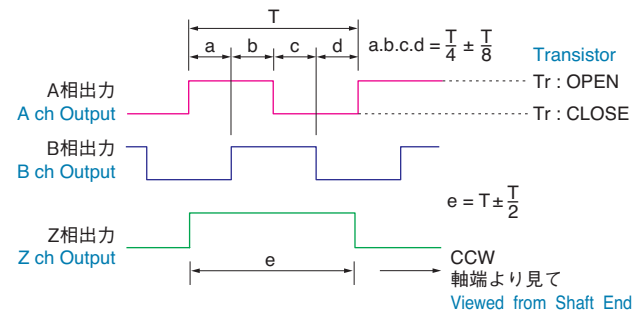 T
a b c d
a.b.c.d = T/4 ± T/8
Transistor
A相出力
A ch Output
Tr : OPEN
Tr : CLOSE
B相出力
B ch Output
e = T ± T/2
Z相出力
Z ch Output
e
CCW
軸端より見て
Viewed from Shaft End